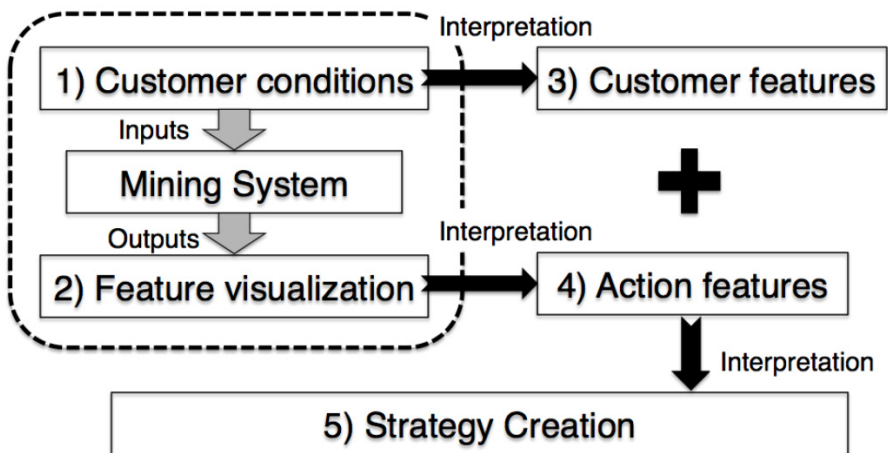 Interpretation
1) Customer conditions
3) Customer features
Inputs
Mining System
Outputs
Interpretation
2) Feature visualization
4) Action features
Interpretation
5) Strategy Creation